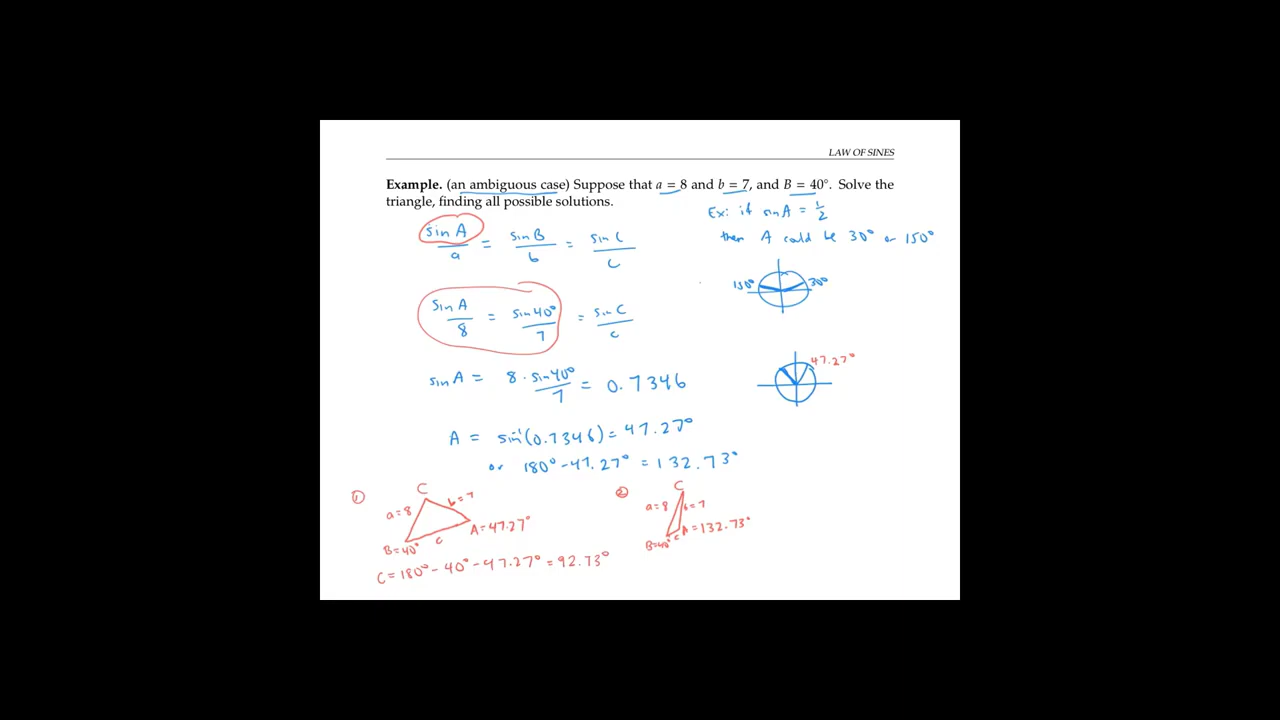 LAW OF SINES
Example. (an ambiguous case) Suppose that a = 8 and b = 7, and B = 40°. Solve the
triangle, finding all possible solutions.
Ex: if sin A = 1/2
then A could be 30° or 150°
sin A / a = sin B / b = sin C / c
150° 30°
sin A / 8 = sin 40° / 7 = sin C / c
47.27°
sin A = 8 · sin 40° / 7 = 0.7346
A = sin⁻¹(0.7346) = 47.27°
or 180° - 47.27° = 132.73°
①
C
a = 8
b = 7
A = 47.27°
c
B = 40°
C = 180° - 40° - 47.27° = 92.73°
②
C
a = 8
b = 7
A = 132.73°
c
B = 40°